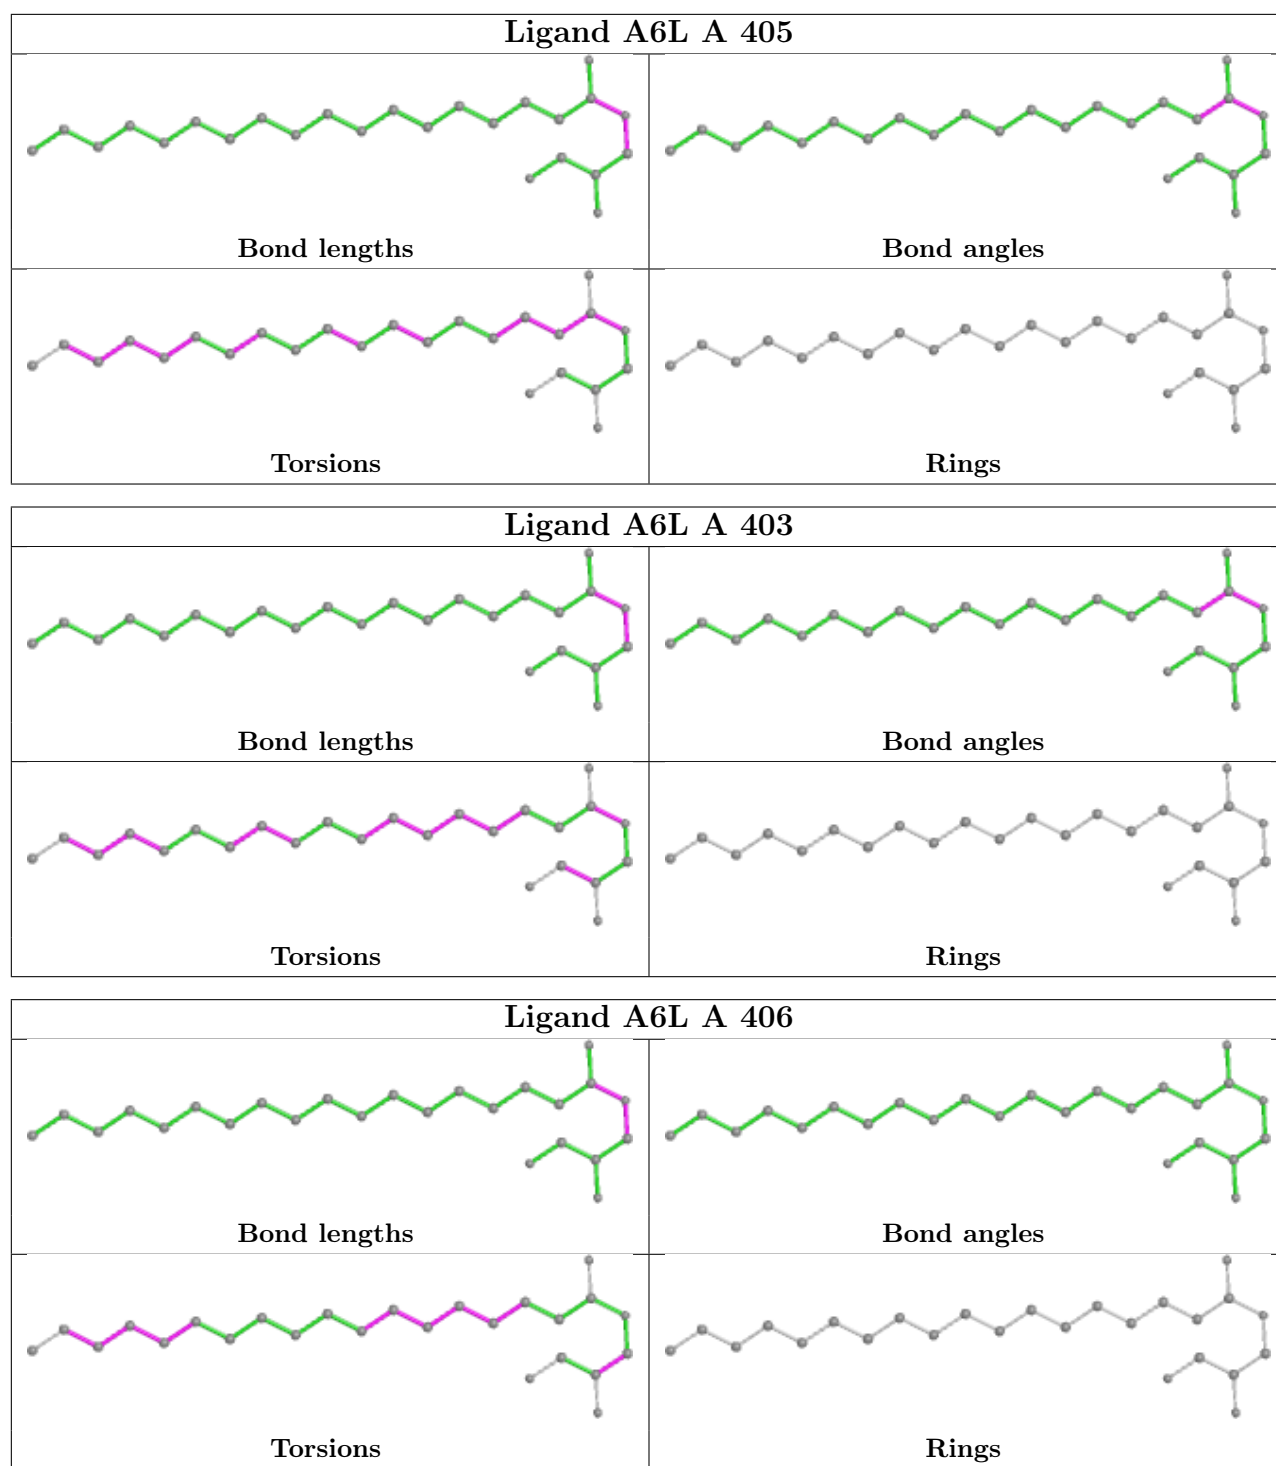 Ligand A6L A 405
Bond lengths
Bond angles
Torsions
Rings
Ligand A6L A 403
Bond lengths
Bond angles
Torsions
Rings
Ligand A6L A 406
Bond lengths
Bond angles
Torsions
Rings